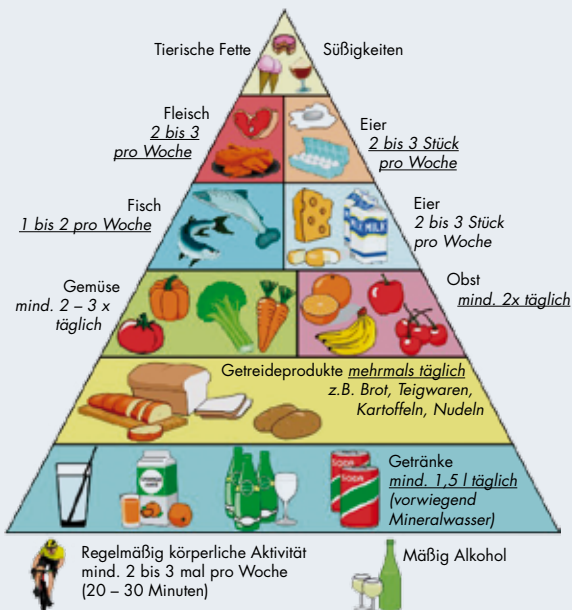 Tierische Fette
Süßigkeiten
Fleisch
2 bis 3
pro Woche
Eier
2 bis 3 Stück
pro Woche
Fisch
1 bis 2 pro Woche
Eier
2 bis 3 Stück
pro Woche
MILK
Gemüse
mind. 2 – 3 x
täglich
Obst
mind. 2x täglich
Getreideprodukte mehrmals täglich
z.B. Brot, Teigwaren,
Kartoffeln, Nudeln
SODA
SODA
Getränke
mind. 1,5 l täglich
(vorwiegend
Mineralwasser)
Regelmäßig körperliche Aktivität
mind. 2 bis 3 mal pro Woche
(20 – 30 Minuten)
Mäßig Alkohol